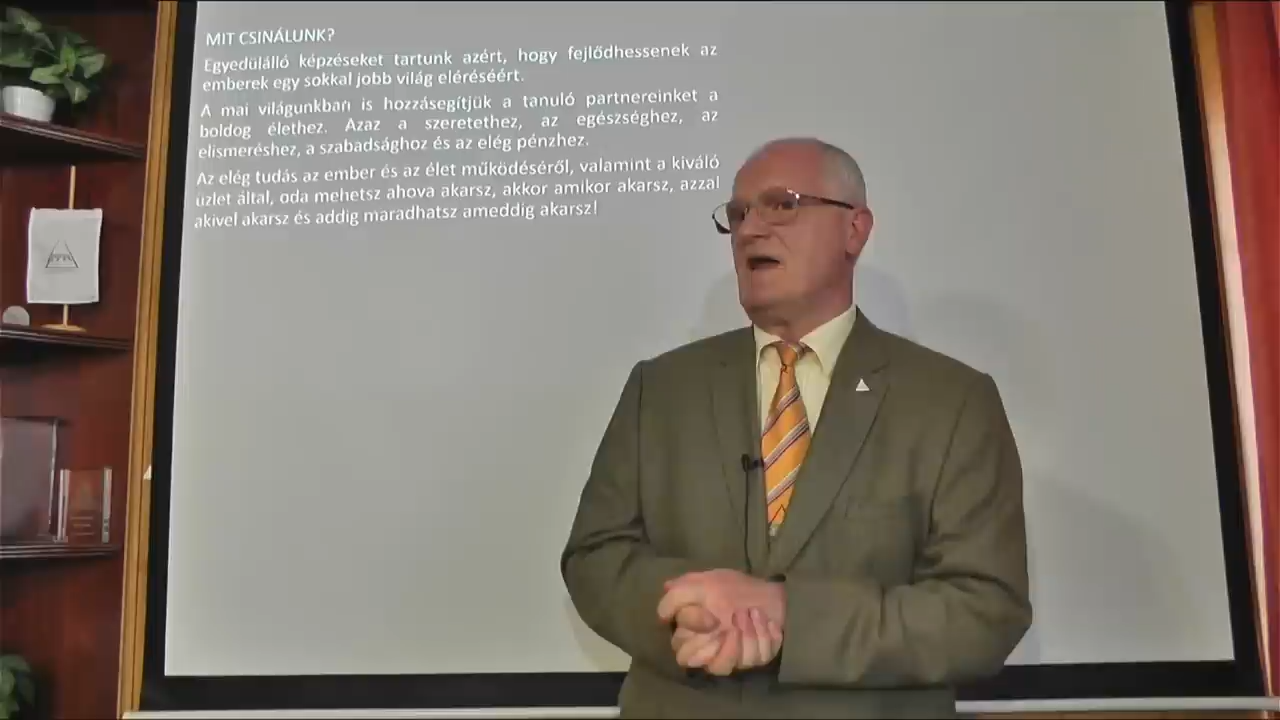 MIT CSINÁLUNK?
Egyedülálló képzéseket tartunk azért, hogy fejlődhessenek az
emberek egy sokkal jobb világ eléréséért.
A mai világunkban is hozzásegítjük a tanuló partnereinket a
boldog élethez. Azaz a szeretethez, az egészséghez, az
elismeréshez, a szabadsághoz és az elég pénzhez.
Az elég tudás az ember és az élet működéséről, valamint a kiváló
üzlet által, oda mehetsz ahova akarsz, akkor amikor akarsz, azzal
akivel akarsz és addig maradhatsz ameddig akarsz!